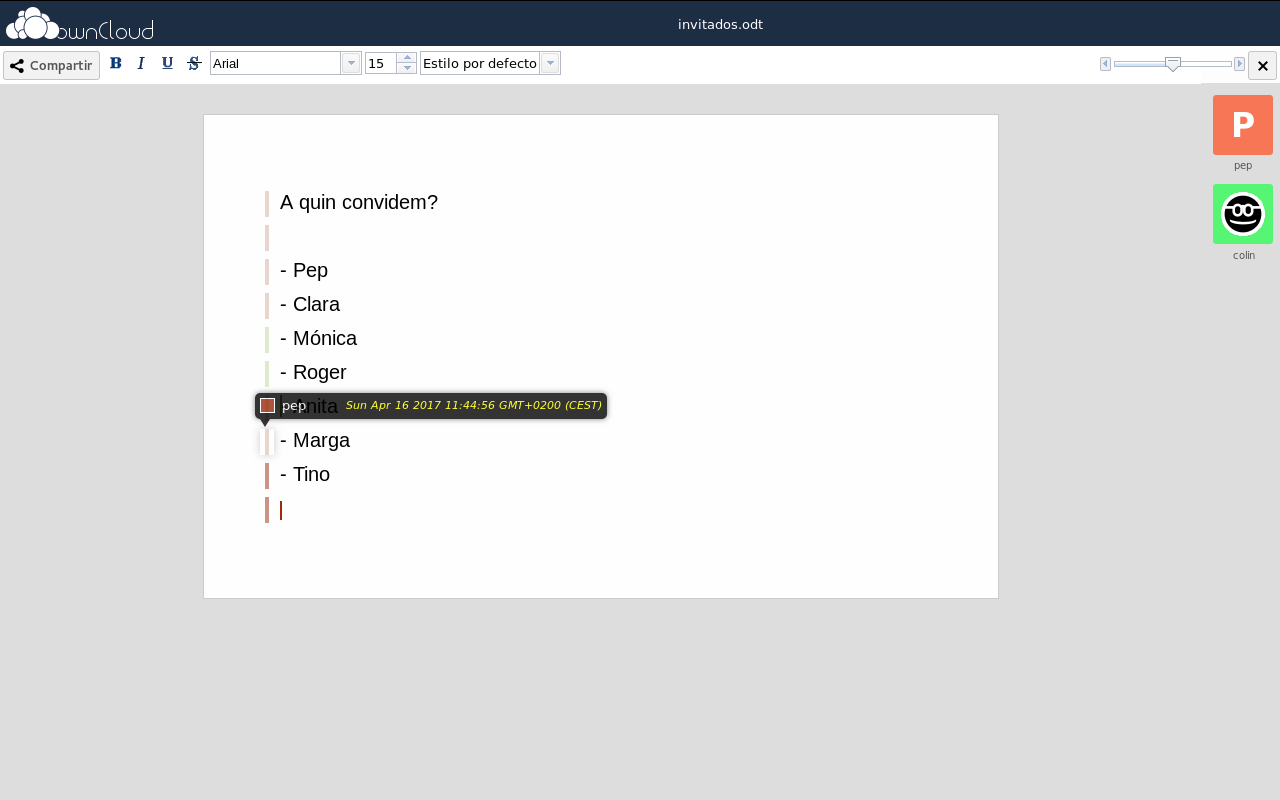 ownCloud
invitados.odt
Compartir
B I U S Arial 15 Estilo por defecto
P
pep
colin
A quin convidem?
- Pep
- Clara
- Mónica
- Roger
Anita
pep Sun Apr 16 2017 11:44:56 GMT+0200 (CEST)
- Marga
- Tino